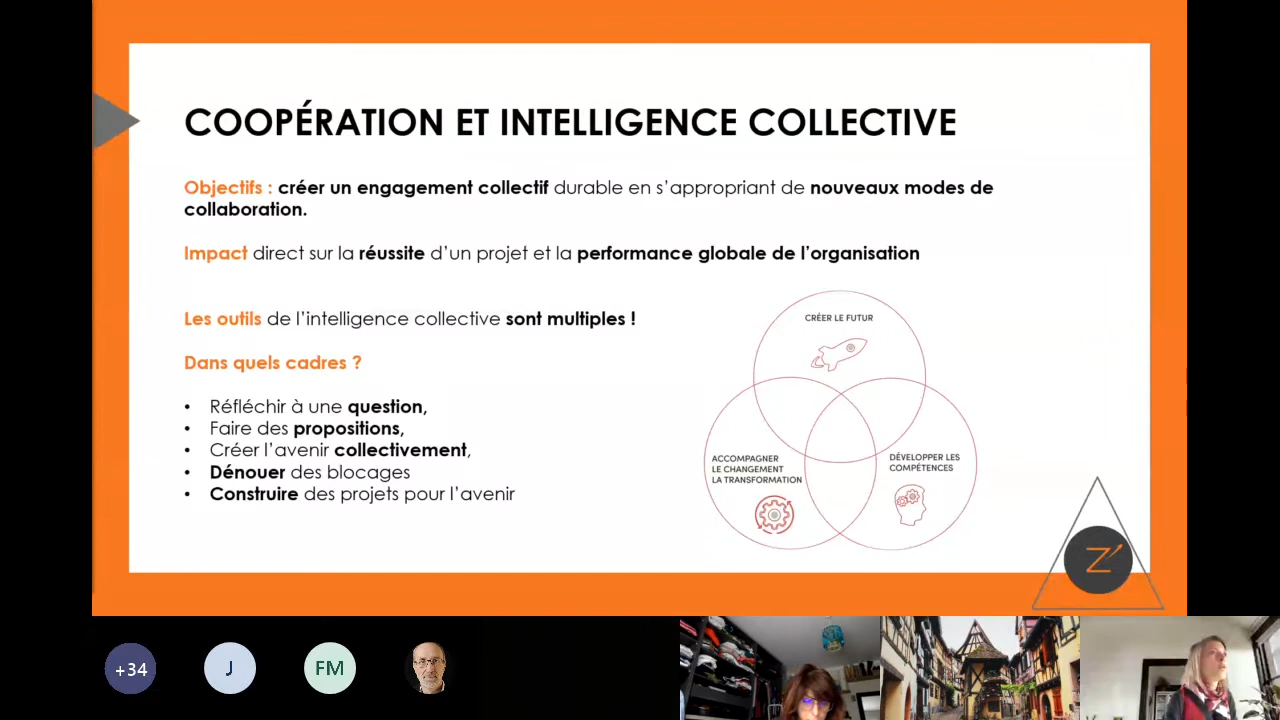 COOPÉRATION ET INTELLIGENCE COLLECTIVE
Objectifs : créer un engagement collectif durable en s’appropriant de nouveaux modes de
collaboration.
Impact direct sur la réussite d’un projet et la performance globale de l’organisation
Les outils de l’intelligence collective sont multiples !
Dans quels cadres ?
• Réfléchir à une question,
• Faire des propositions,
• Créer l’avenir collectivement,
• Dénouer des blocages
• Construire des projets pour l’avenir
CRÉER LE FUTUR
ACCOMPAGNER
LE CHANGEMENT
LA TRANSFORMATION
DÉVELOPPER LES
COMPÉTENCES
Z
+34
J
FM